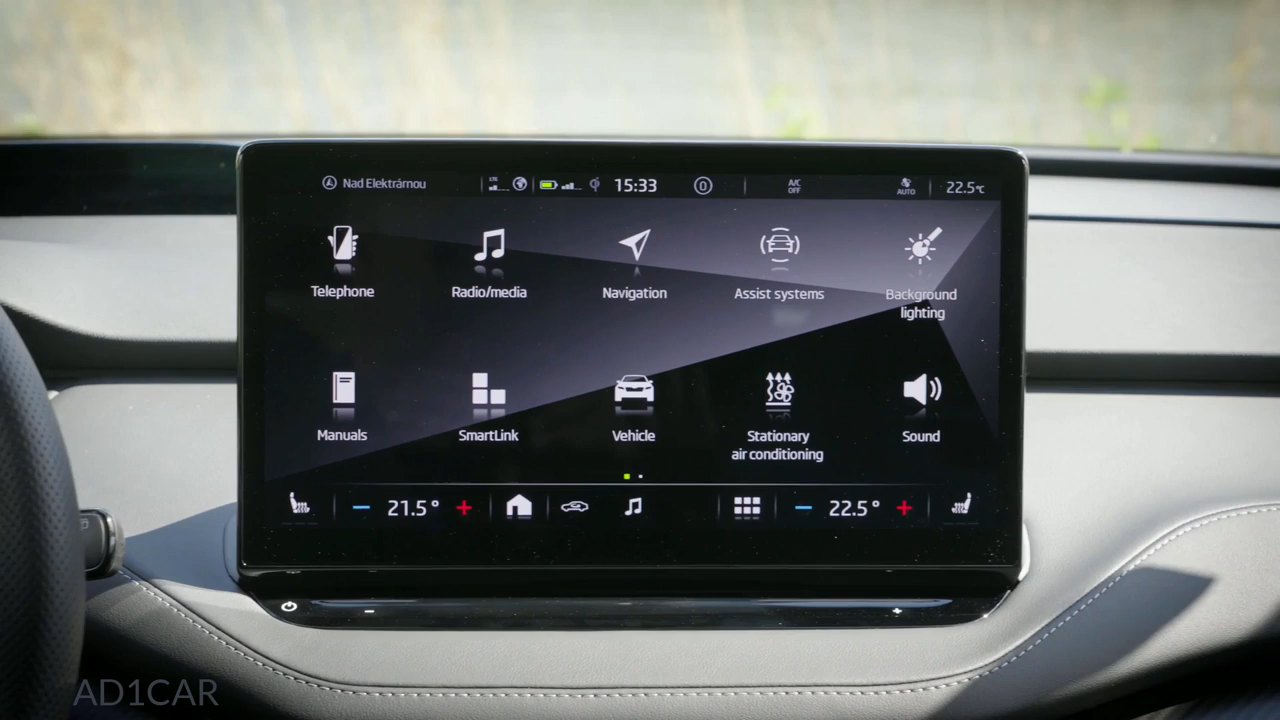 Nad Elektrárnou
LTE
15:33
A/C
OFF
AUTO
22.5°C
Telephone
Radio/media
Navigation
Assist systems
Background
lighting
Manuals
SmartLink
Vehicle
Stationary
air conditioning
Sound
− 21.5° +
− 22.5° +
- +
AD1CAR